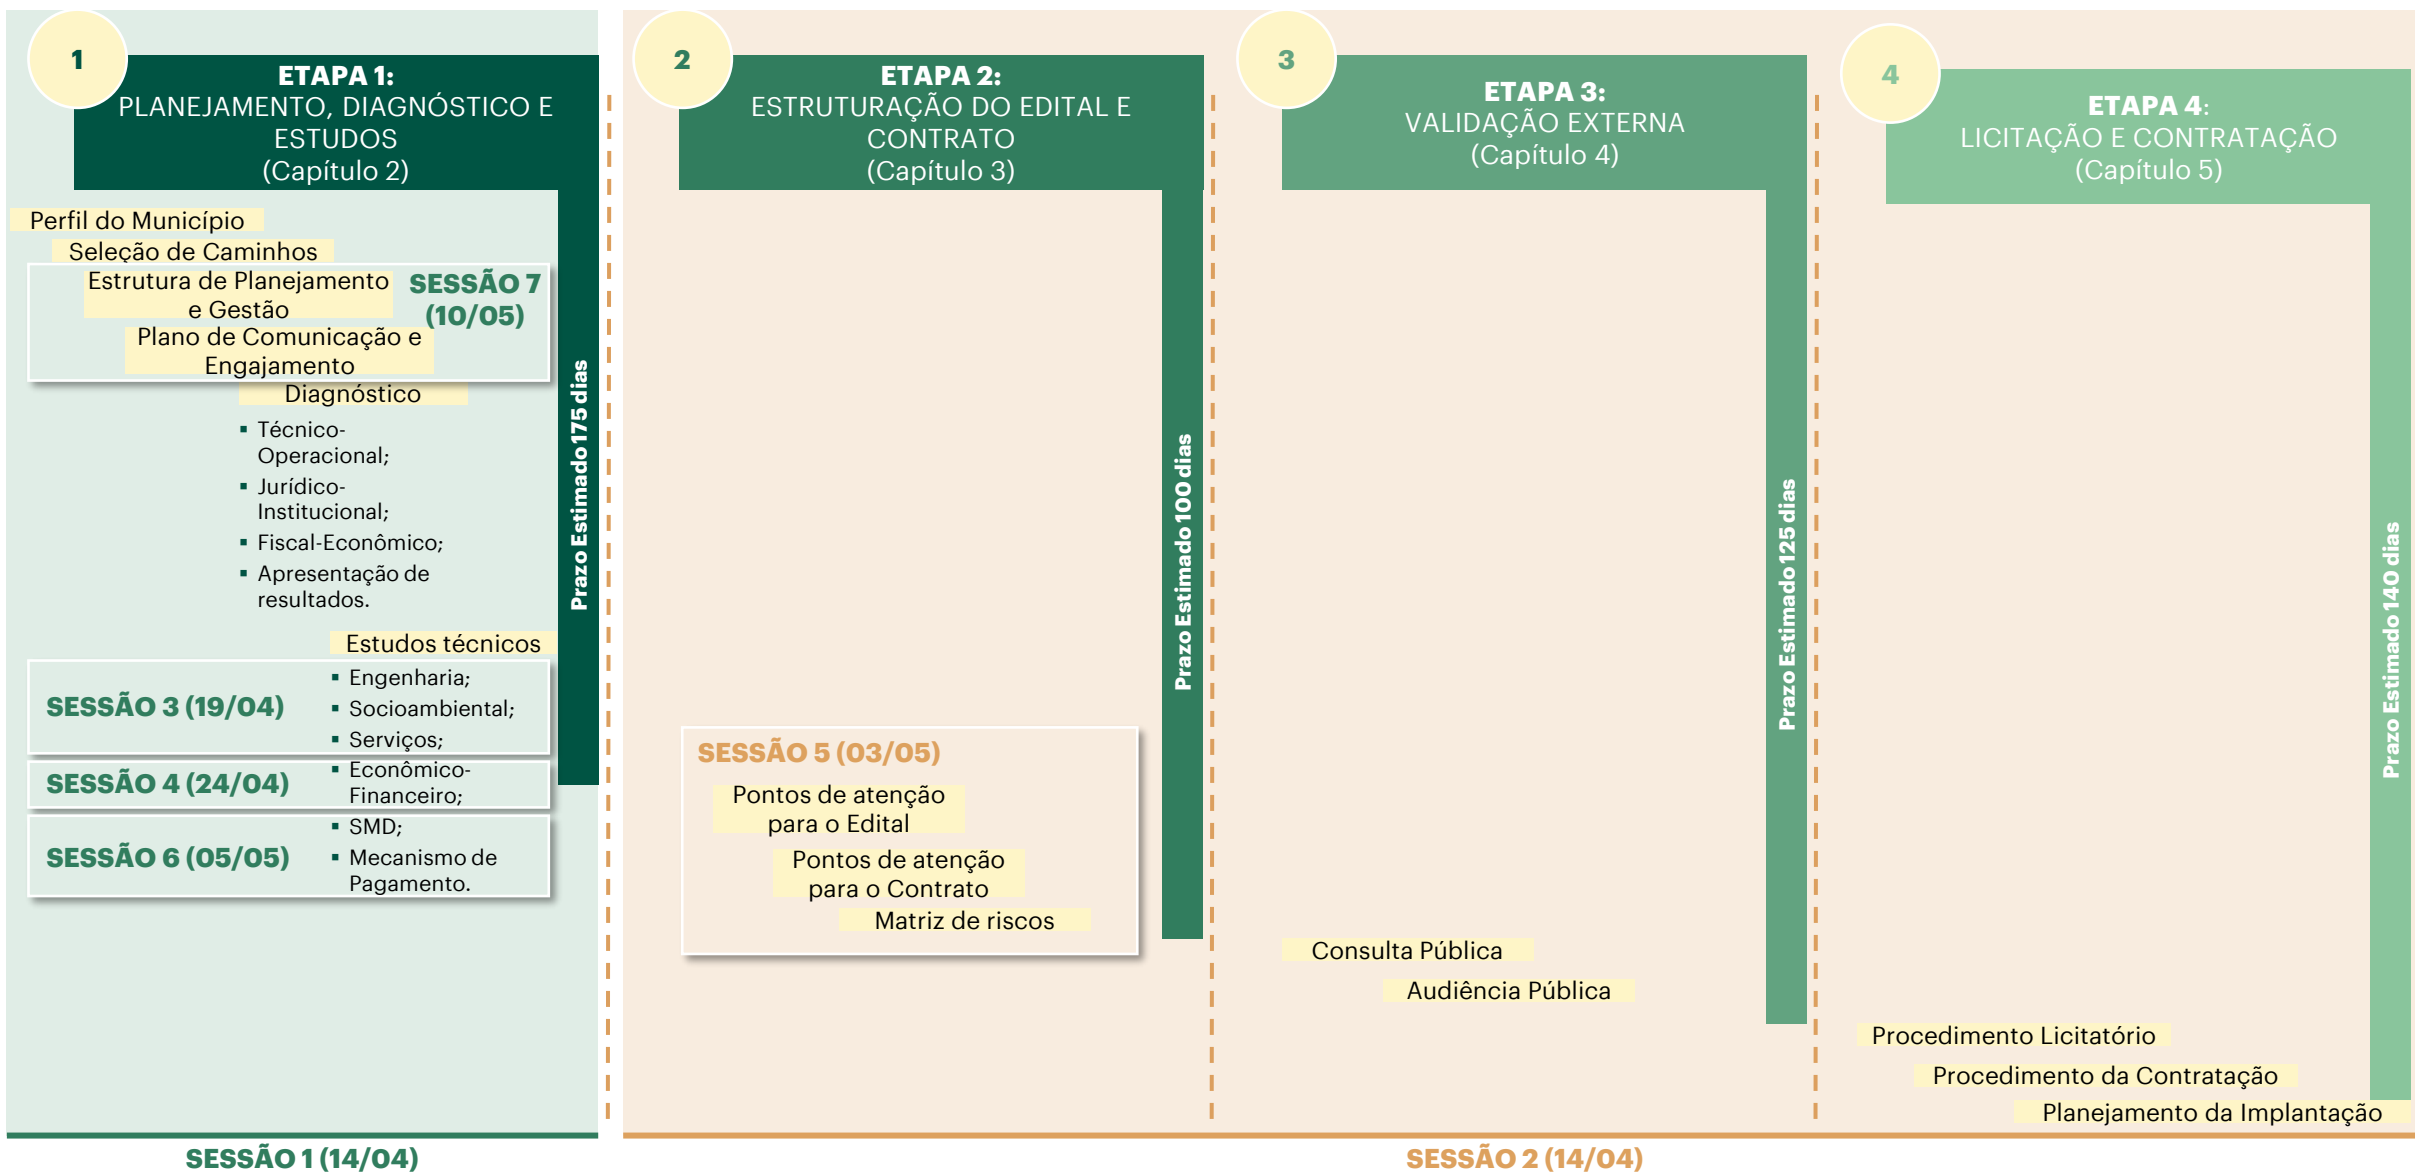 1
ETAPA 1:
PLANEJAMENTO, DIAGNÓSTICO E
ESTUDOS
(Capítulo 2)
Perfil do Município
Seleção de Caminhos
Estrutura de Planejamento
e Gestão
SESSÃO 7
(10/05)
Plano de Comunicação e
Engajamento
Diagnóstico
▪ Técnico-
Operacional;
▪ Jurídico-
Institucional;
▪ Fiscal-Econômico;
▪ Apresentação de
resultados.
Estudos técnicos
SESSÃO 3 (19/04)
▪ Engenharia;
▪ Socioambiental;
▪ Serviços;
SESSÃO 4 (24/04)
▪ Econômico-
Financeiro;
SESSÃO 6 (05/05)
▪ SMD;
▪ Mecanismo de
Pagamento.
Prazo Estimado 175 dias
SESSÃO 1 (14/04)
2
ETAPA 2:
ESTRUTURAÇÃO DO EDITAL E
CONTRATO
(Capítulo 3)
SESSÃO 5 (03/05)
Pontos de atenção
para o Edital
Pontos de atenção
para o Contrato
Matriz de riscos
Prazo Estimado 100 dias
3
ETAPA 3:
VALIDAÇÃO EXTERNA
(Capítulo 4)
Consulta Pública
Audiência Pública
Prazo Estimado 125 dias
4
ETAPA 4:
LICITAÇÃO E CONTRATAÇÃO
(Capítulo 5)
Procedimento Licitatório
Procedimento da Contratação
Planejamento da Implantação
Prazo Estimado 140 dias
SESSÃO 2 (14/04)